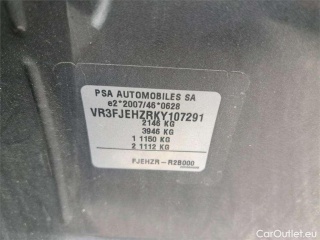 PSA AUTOMOBILES SA
e2*2007/46*0628
VR3FJEHZRKY107291
2146 KG
3946 KG
1 1150 KG
2 1112 KG
FJEHZR - R2B000
CarOutlet.eu